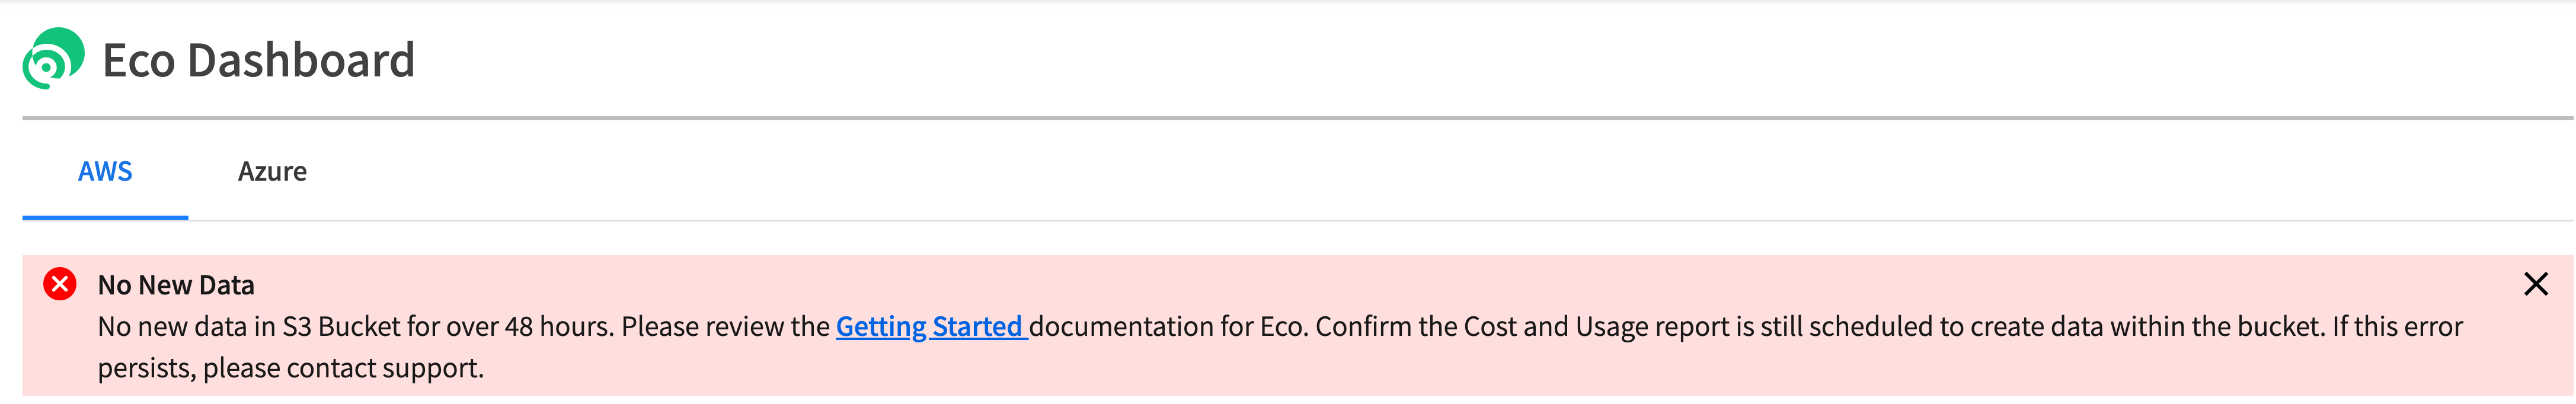 Eco Dashboard
AWS Azure
No New Data
No new data in S3 Bucket for over 48 hours. Please review the Getting Started documentation for Eco. Confirm the Cost and Usage report is still scheduled to create data within the bucket. If this error
persists, please contact support.